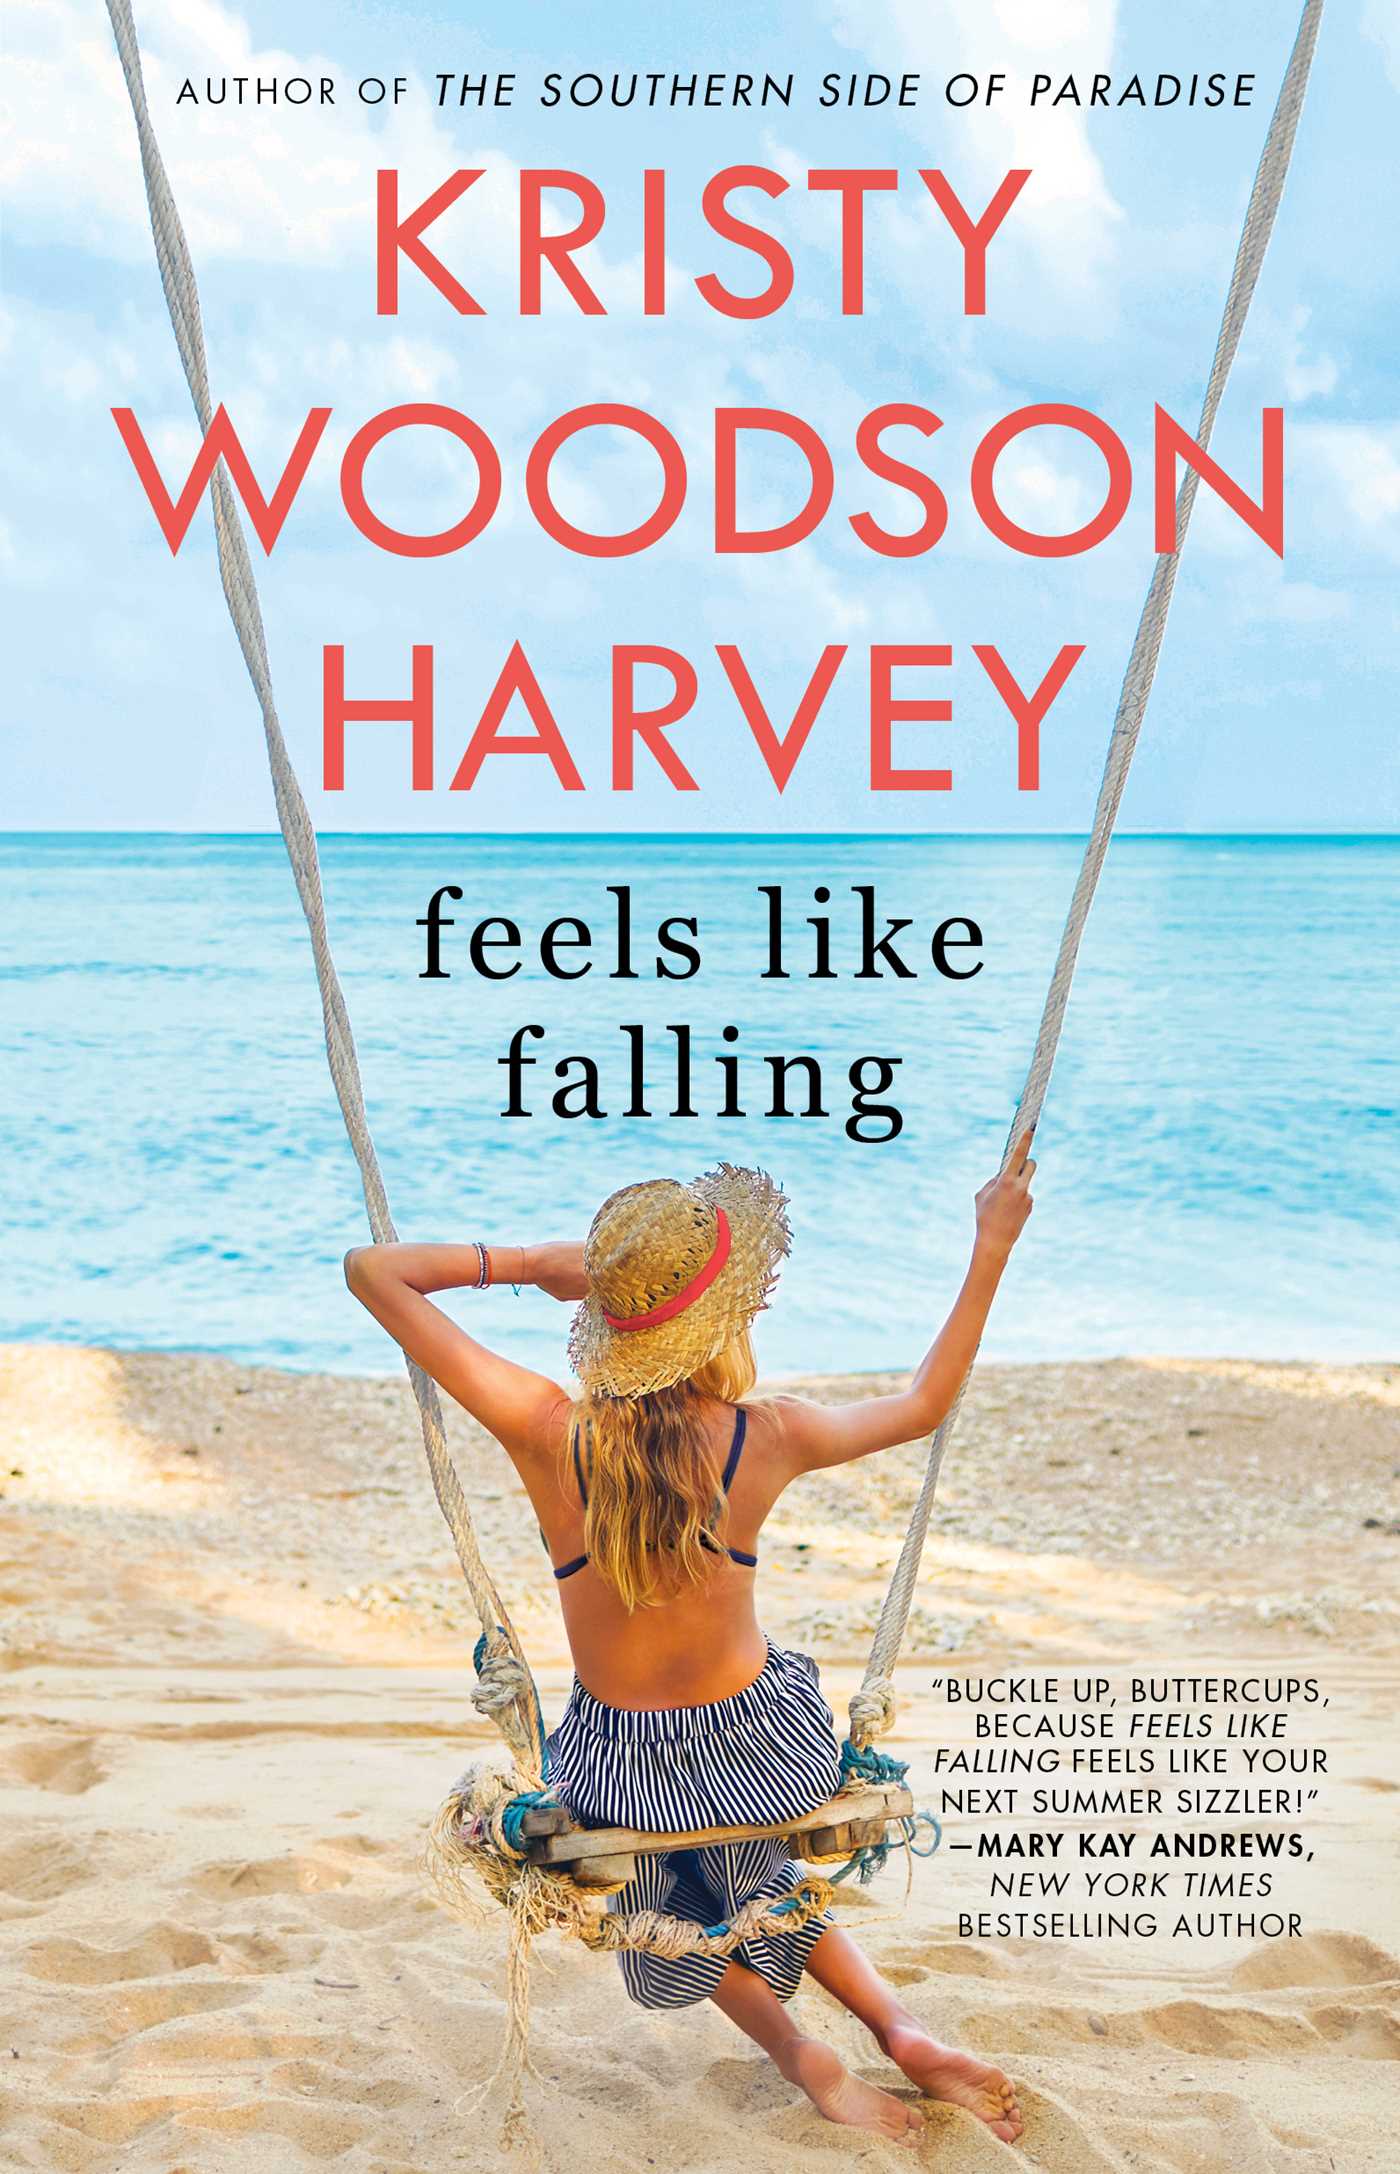 AUTHOR OF THE SOUTHERN SIDE OF PARADISE
KRISTY
WOODSON
HARVEY
feels like
falling
“BUCKLE UP, BUTTERCUPS,
BECAUSE FEELS LIKE
FALLING FEELS LIKE YOUR
NEXT SUMMER SIZZLER!”
—MARY KAY ANDREWS,
NEW YORK TIMES
BESTSELLING AUTHOR